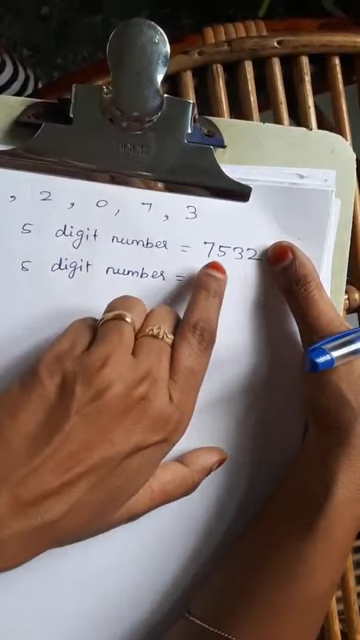 , 2 , 0 , 7 , 3
5 digit number = 7532
5 digit number =